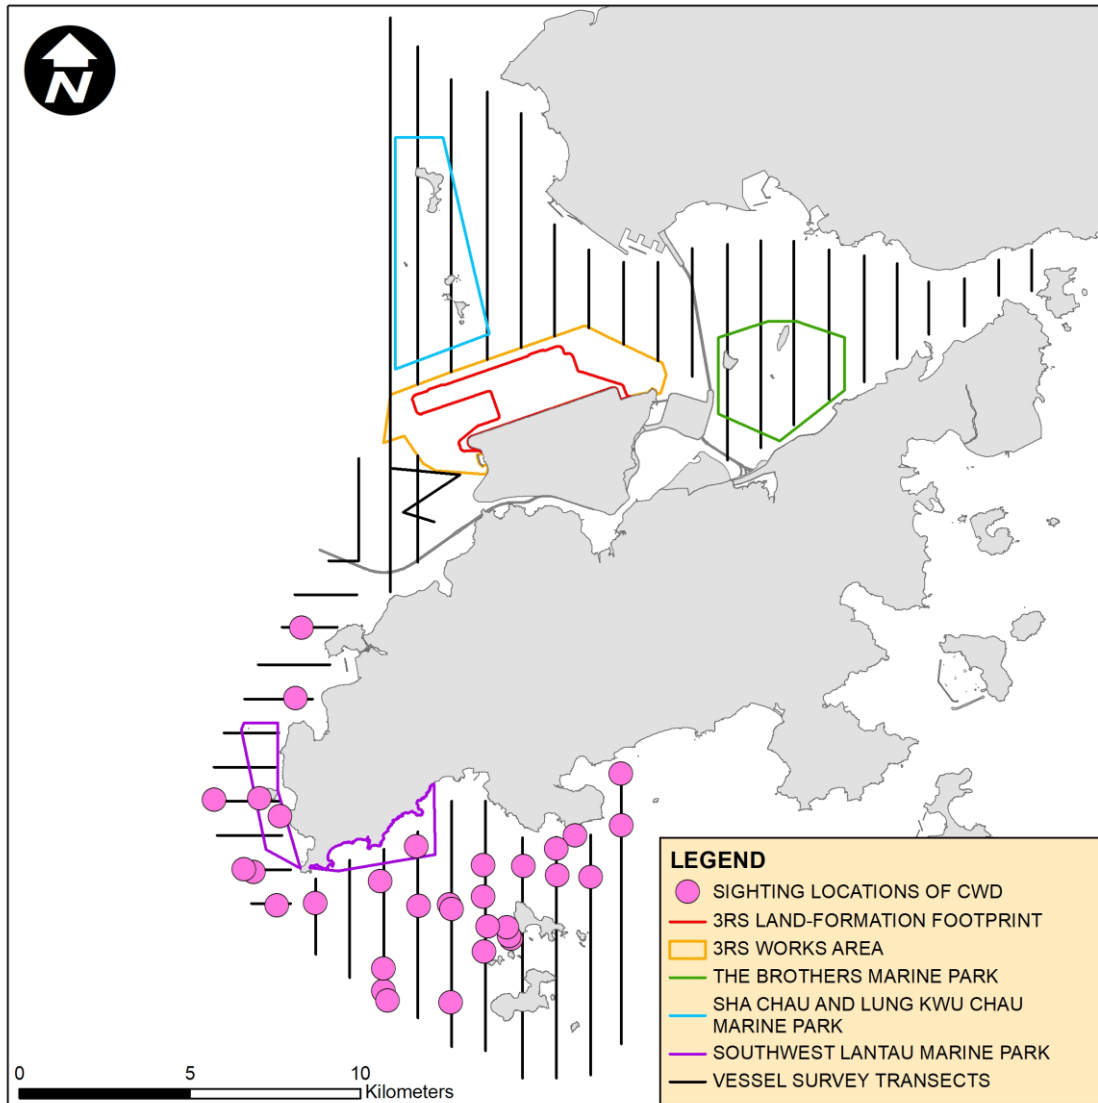 N
LEGEND
SIGHTING LOCATIONS OF CWD
3RS LAND-FORMATION FOOTPRINT
3RS WORKS AREA
THE BROTHERS MARINE PARK
SHA CHAU AND LUNG KWU CHAU
MARINE PARK
SOUTHWEST LANTAU MARINE PARK
VESSEL SURVEY TRANSECTS
0 5 10
Kilometers